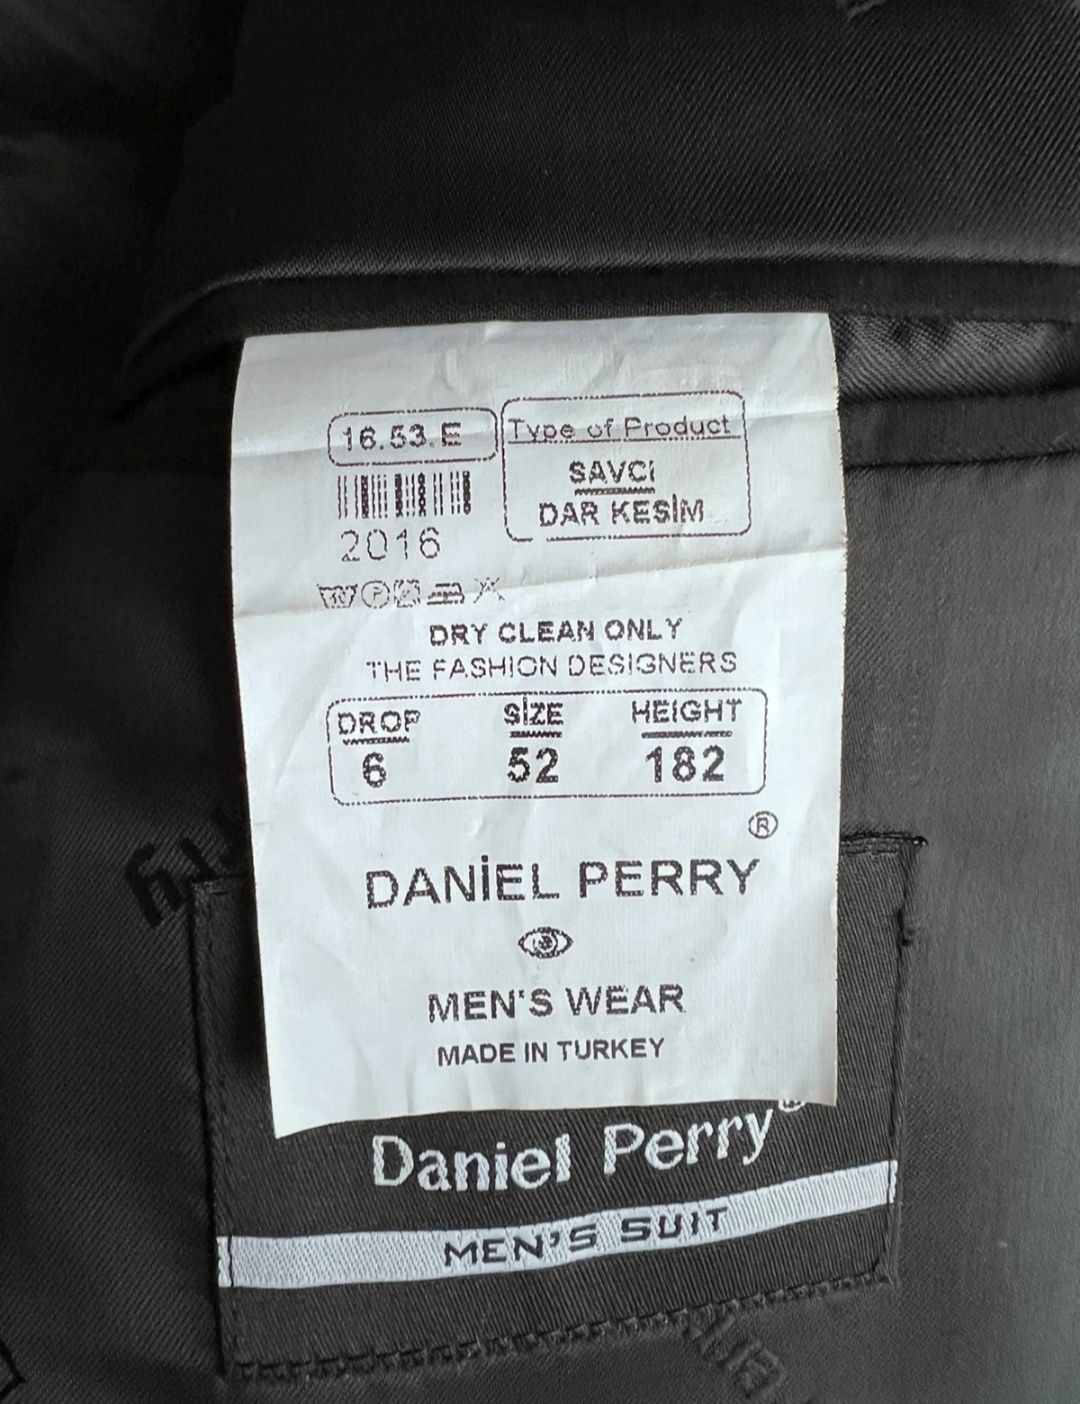 16.53.E
2016
Type of Product
SAVCI
DAR KESİM
DRY CLEAN ONLY
THE FASHION DESIGNERS
DROP SİZE HEIGHT
6 52 182
®
DANİEL PERRY
MEN'S WEAR
MADE IN TURKEY
Daniel Perry®
MEN'S SUIT